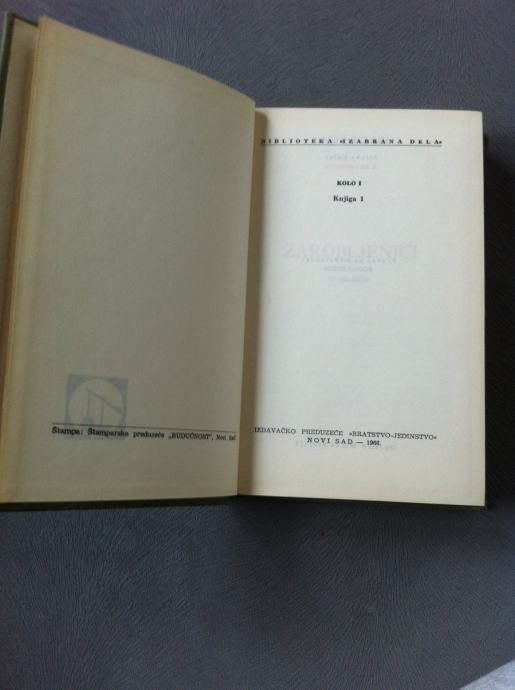 Štampa: Štamparsko preduzeće „BUDUĆNOST", Novi Sad
BIBLIOTEKA »IZABRANA DELA«
KOLO I
Knjiga 1
ZAROBLJENICI
IZDAVAČKO PREDUZEĆE »BRATSTVO-JEDINSTVO«
NOVI SAD — 1966.